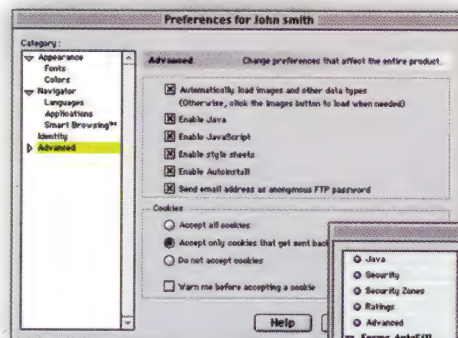 Preferences for John smith
Category:
Appearance
Fonts
Colors
Navigator
Languages
Applications
Smart Browsing™
Identity
Advanced
Advanced Change preferences that affect the entire product.
Automatically load images and other data types
(Otherwise, click the Images button to load when needed)
Enable Java
Enable JavaScript
Enable style sheets
Enable AutoInstall
Send email address as anonymous FTP password
Cookies
Accept all cookies
Accept only cookies that get sent back
Do not accept cookies
Warn me before accepting a cookie
Help
Java
Security
Security Zones
Ratings
Advanced
Forms AutoFill